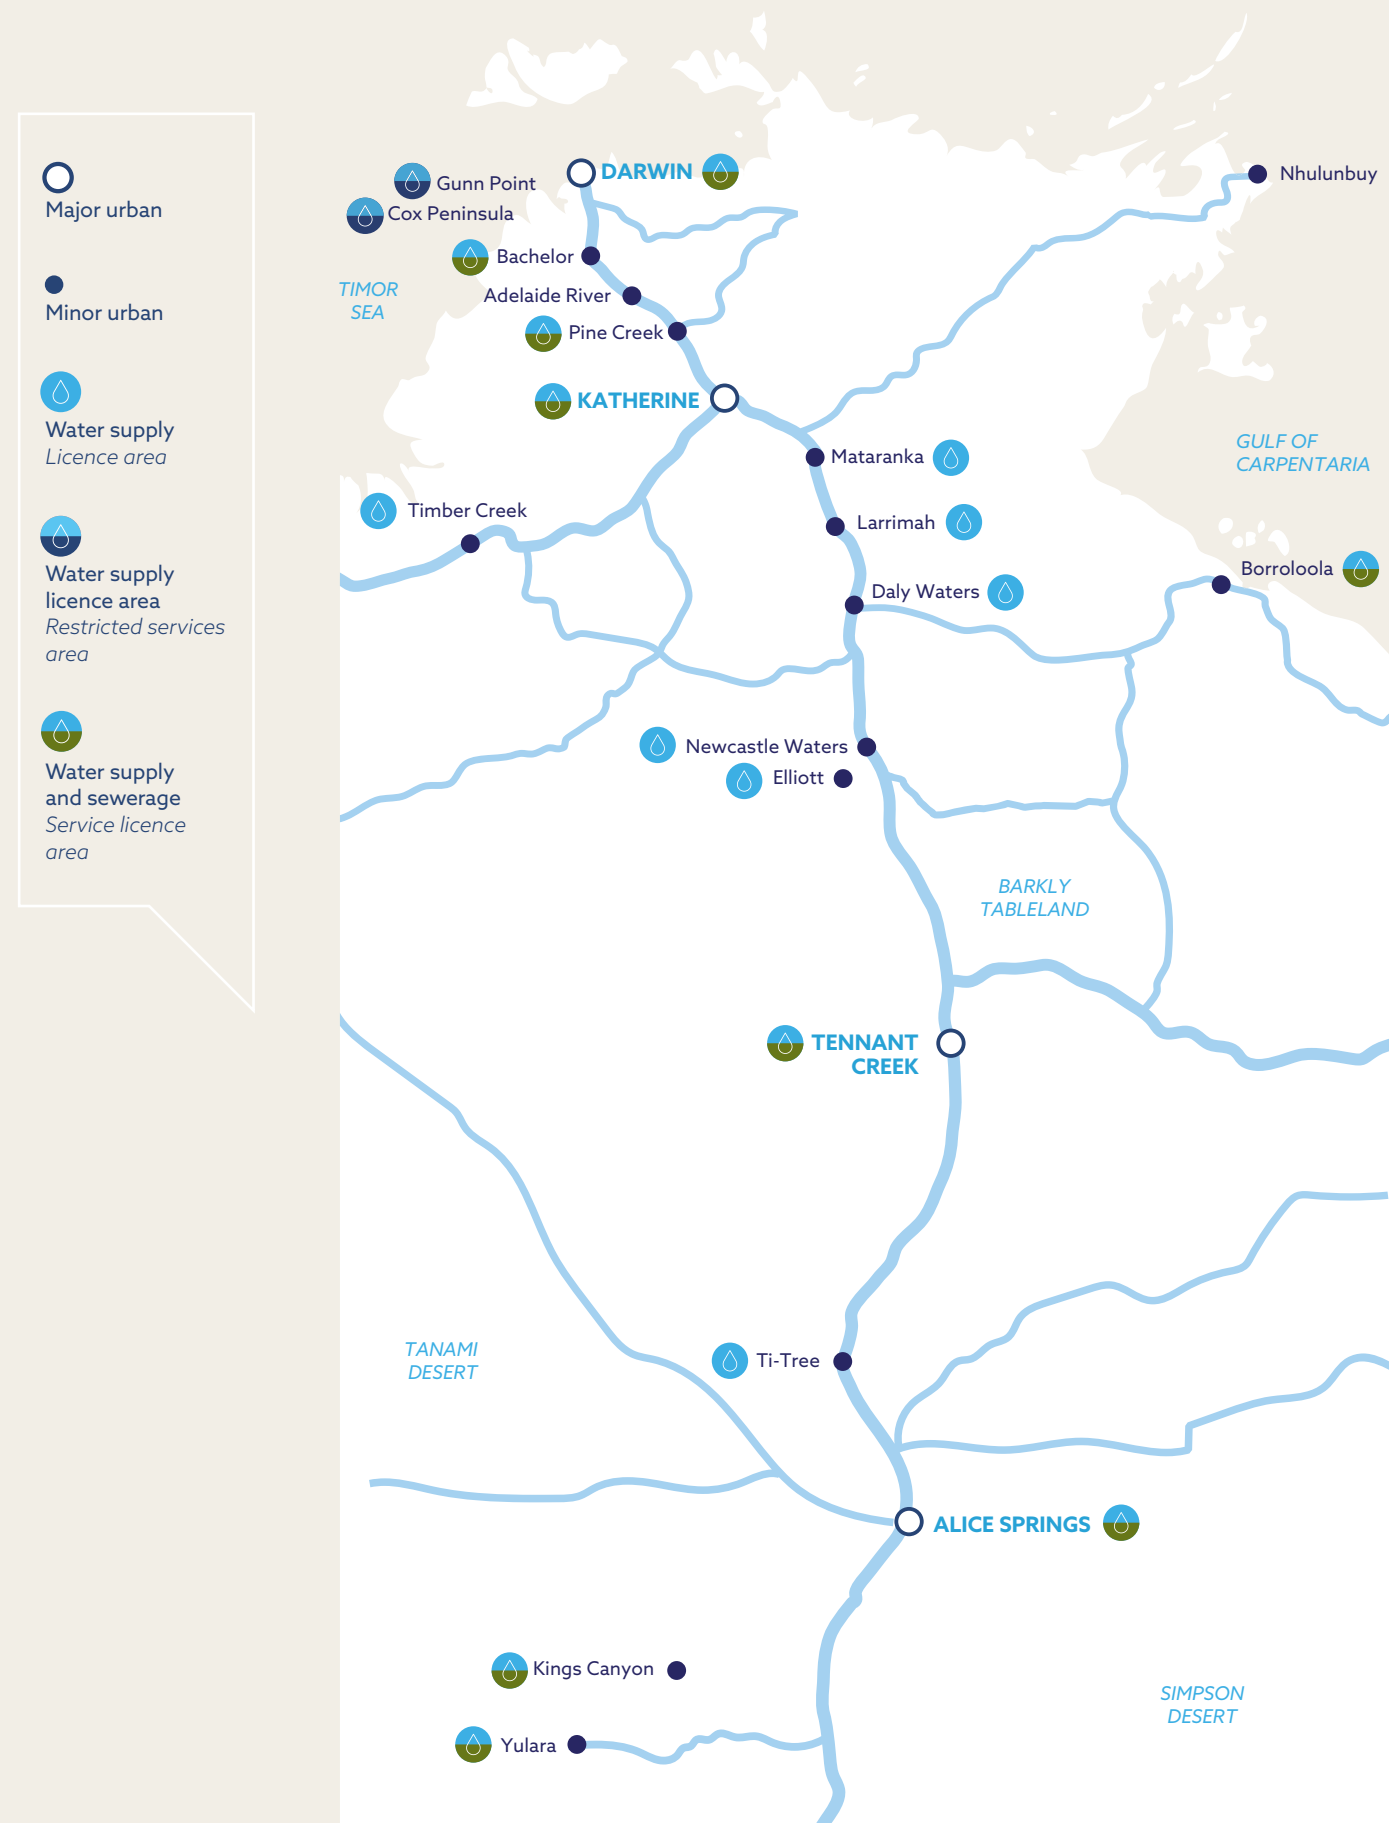 Major urban
Minor urban
Water supply
Licence area
Water supply
licence area
Restricted services
area
Water supply
and sewerage
Service licence
area
DARWIN
Gunn Point
Cox Peninsula
Nhulunbuy
Bachelor
TIMOR
SEA
Adelaide River
Pine Creek
KATHERINE
GULF OF
CARPENTARIA
Mataranka
Timber Creek
Larrimah
Borroloola
Daly Waters
Newcastle Waters
Elliott
BARKLY
TABLELAND
TENNANT
CREEK
TANAMI
DESERT
Ti-Tree
ALICE SPRINGS
Kings Canyon
SIMPSON
DESERT
Yulara